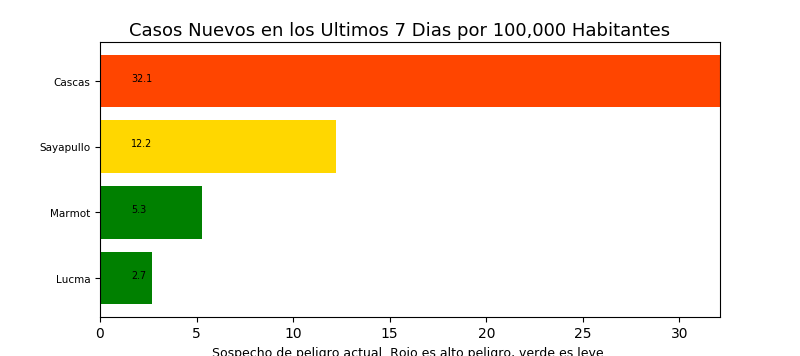 Casos Nuevos en los Ultimos 7 Dias por 100,000 Habitantes
Cascas 32.1
Sayapullo 12.2
Marmot 5.3
Lucma 2.7
0 5 10 15 20 25 30
Sospecho de peligro actual. Rojo es alto peligro, verde es leve